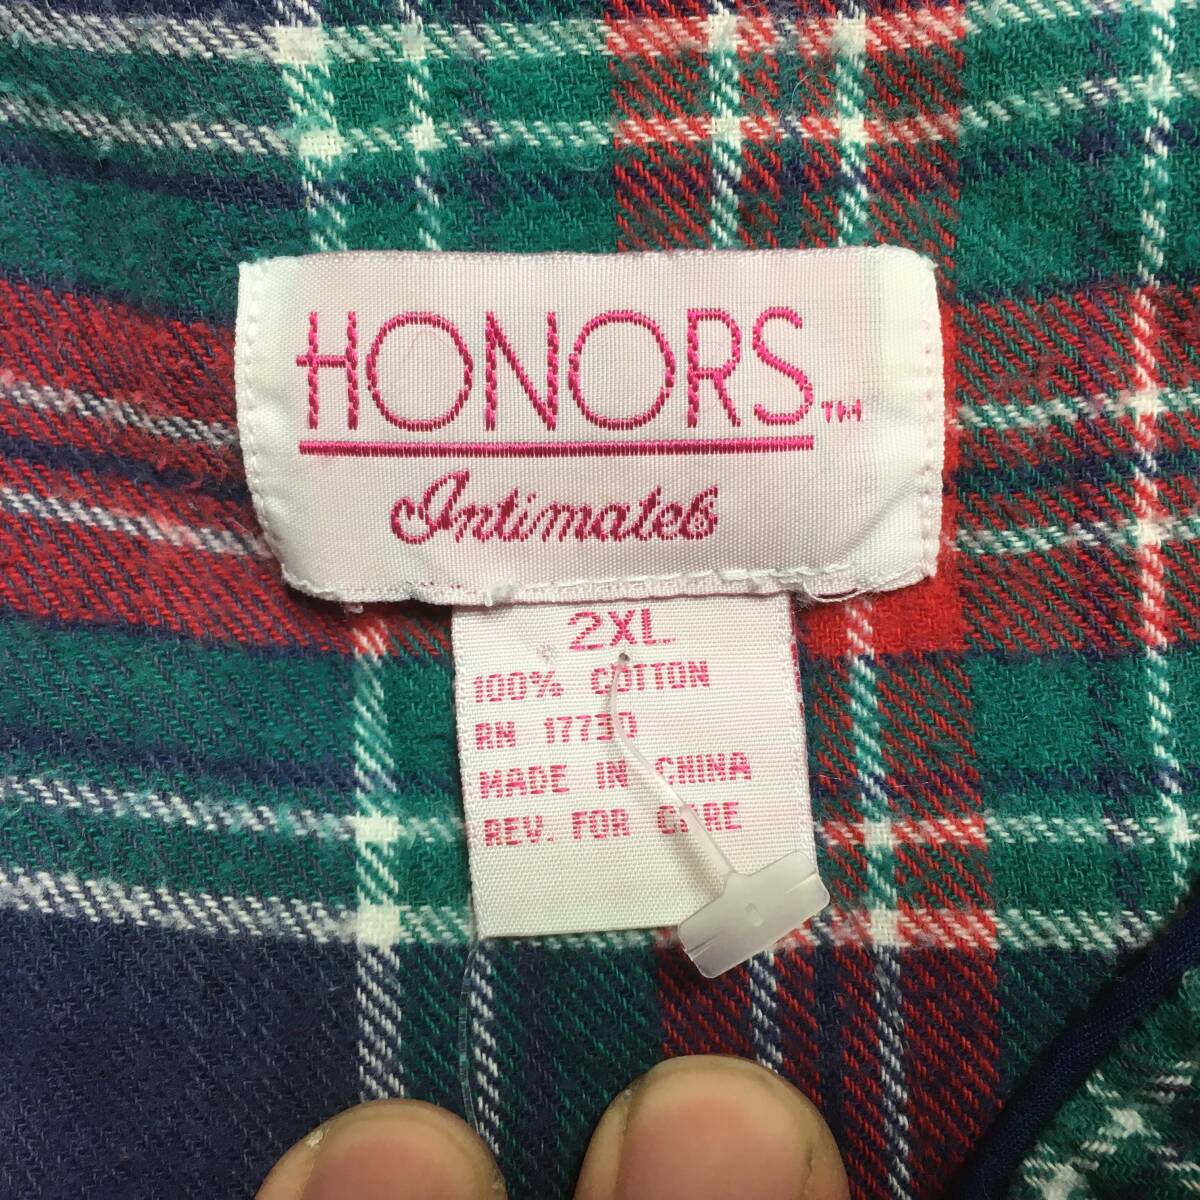 HONORS™
Intimates
2XL
100% COTTON
RN 17730
MADE IN CHINA
REV. FOR CARE